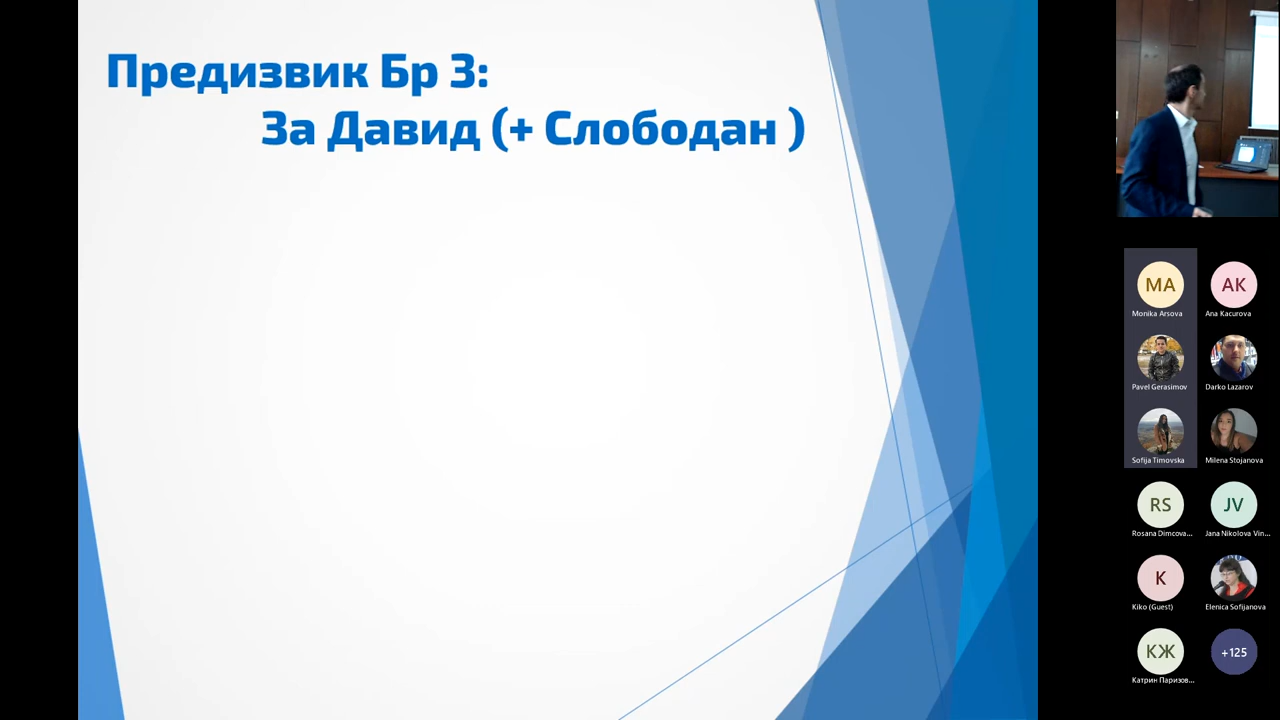 Предизвик Бр 3:
За Давид (+ Слободан )
MA
AK
Monika Arsova
Ana Kacurova
Pavel Gerasimov
Darko Lazarov
Sofija Timovska
Milena Stojanova
RS
JV
Rosana Dimcova...
Jana Nikolova Vin...
K
Kiko (Guest)
Elenica Sofijanova
КЖ
+125
Катрин Паризов...